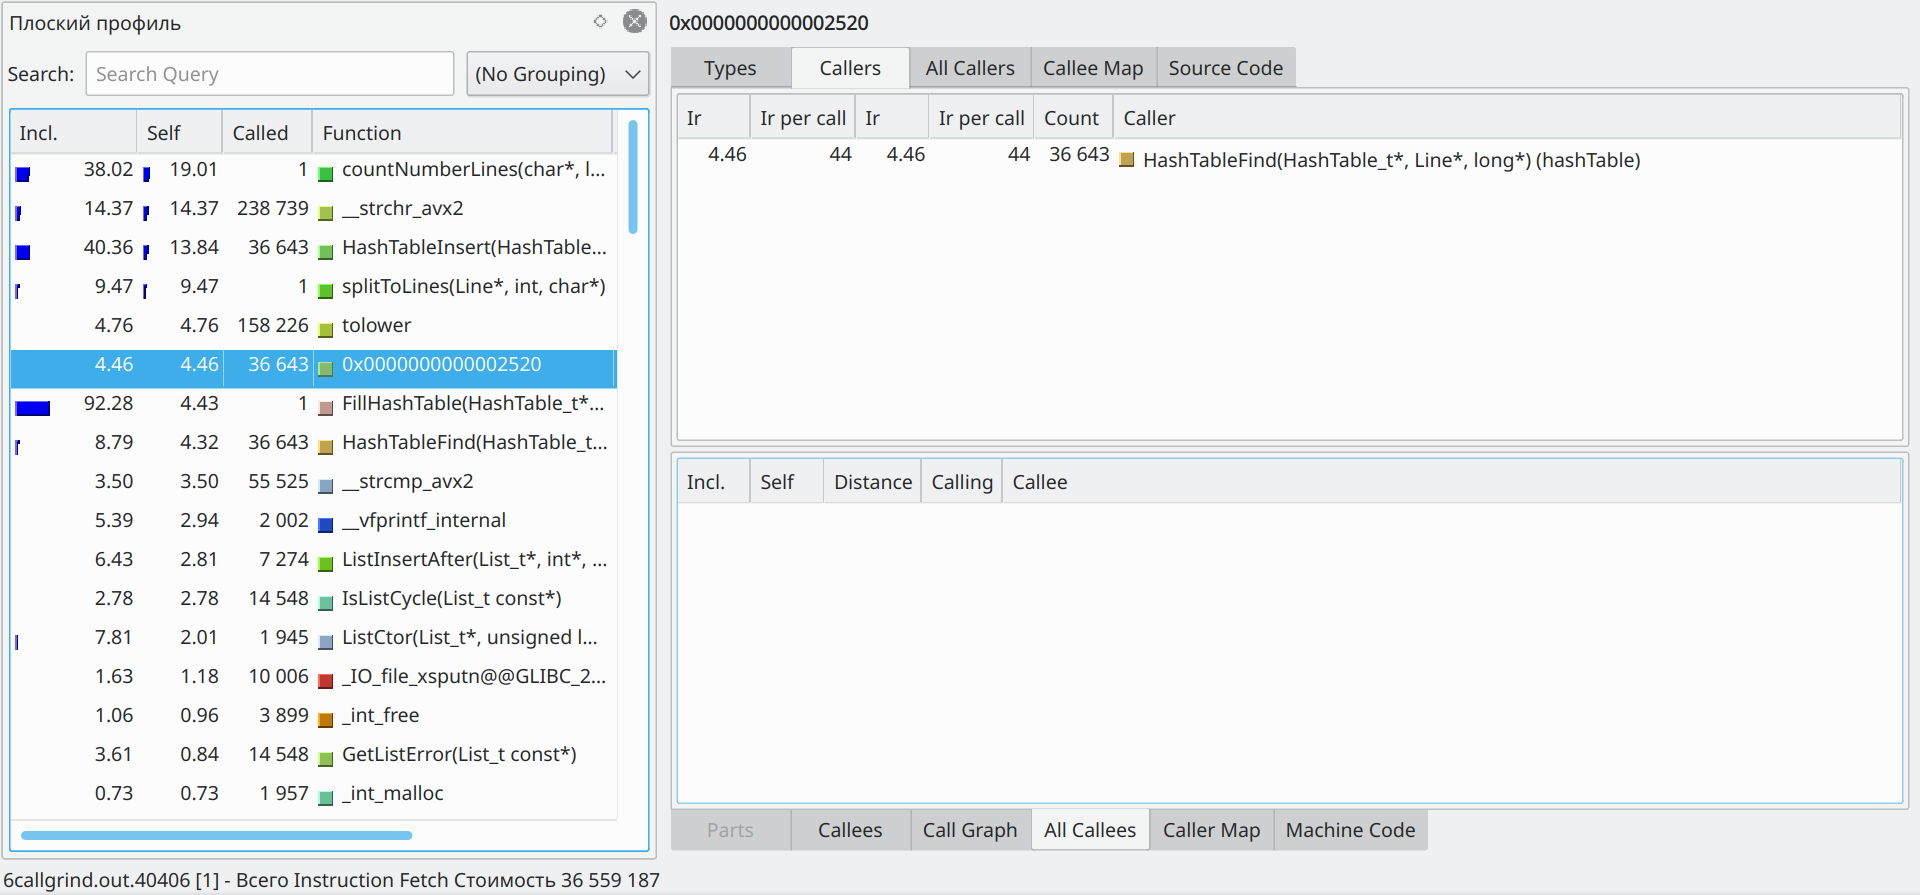 Плоский профиль
Search: Search Query (No Grouping)
Incl. Self Called Function
38.02 19.01 1 countNumberLines(char*, l...
14.37 14.37 238 739 __strchr_avx2
40.36 13.84 36 643 HashTableInsert(HashTable...
9.47 9.47 1 splitToLines(Line*, int, char*)
4.76 4.76 158 226 tolower
4.46 4.46 36 643 0x0000000000002520
92.28 4.43 1 FillHashTable(HashTable_t*...
8.79 4.32 36 643 HashTableFind(HashTable_t...
3.50 3.50 55 525 __strcmp_avx2
5.39 2.94 2 002 __vfprintf_internal
6.43 2.81 7 274 ListInsertAfter(List_t*, int*, ...
2.78 2.78 14 548 IsListCycle(List_t const*)
7.81 2.01 1 945 ListCtor(List_t*, unsigned l...
1.63 1.18 10 006 _IO_file_xsputn@@GLIBC_2...
1.06 0.96 3 899 _int_free
3.61 0.84 14 548 GetListError(List_t const*)
0.73 0.73 1 957 _int_malloc
0x0000000000002520
Types Callers All Callers Callee Map Source Code
Ir Ir per call Ir Ir per call Count Caller
4.46 44 4.46 44 36 643 HashTableFind(HashTable_t*, Line*, long*) (hashTable)
Incl. Self Distance Calling Callee
Parts Callees Call Graph All Callees Caller Map Machine Code
6callgrind.out.40406 [1] - Всего Instruction Fetch Стоимость 36 559 187